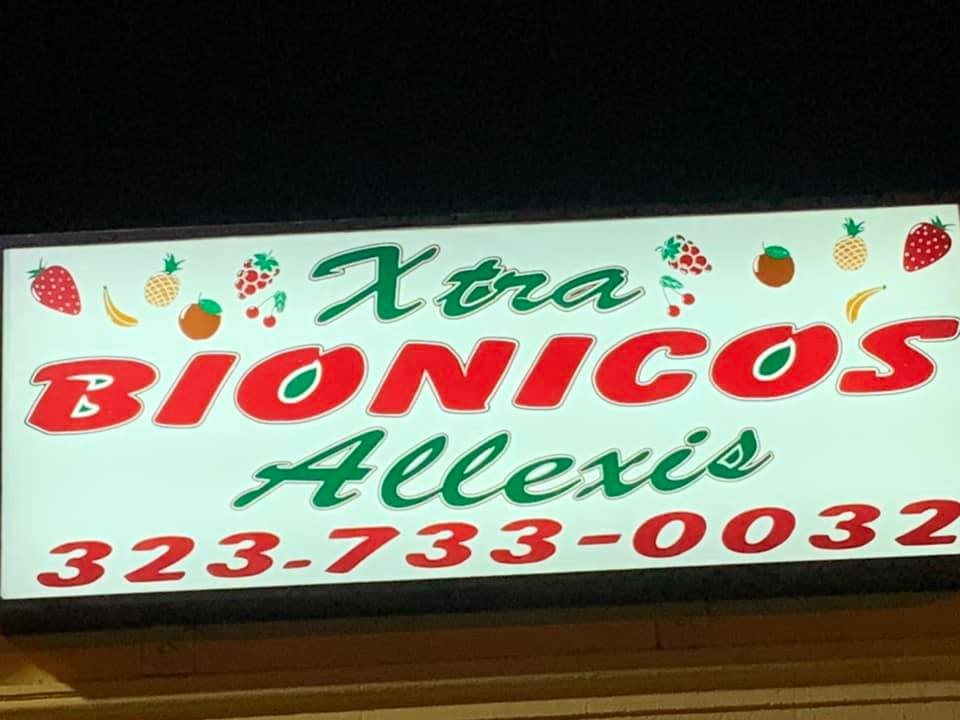 Xtra
BIONICOS
Allexis
323-733-0032